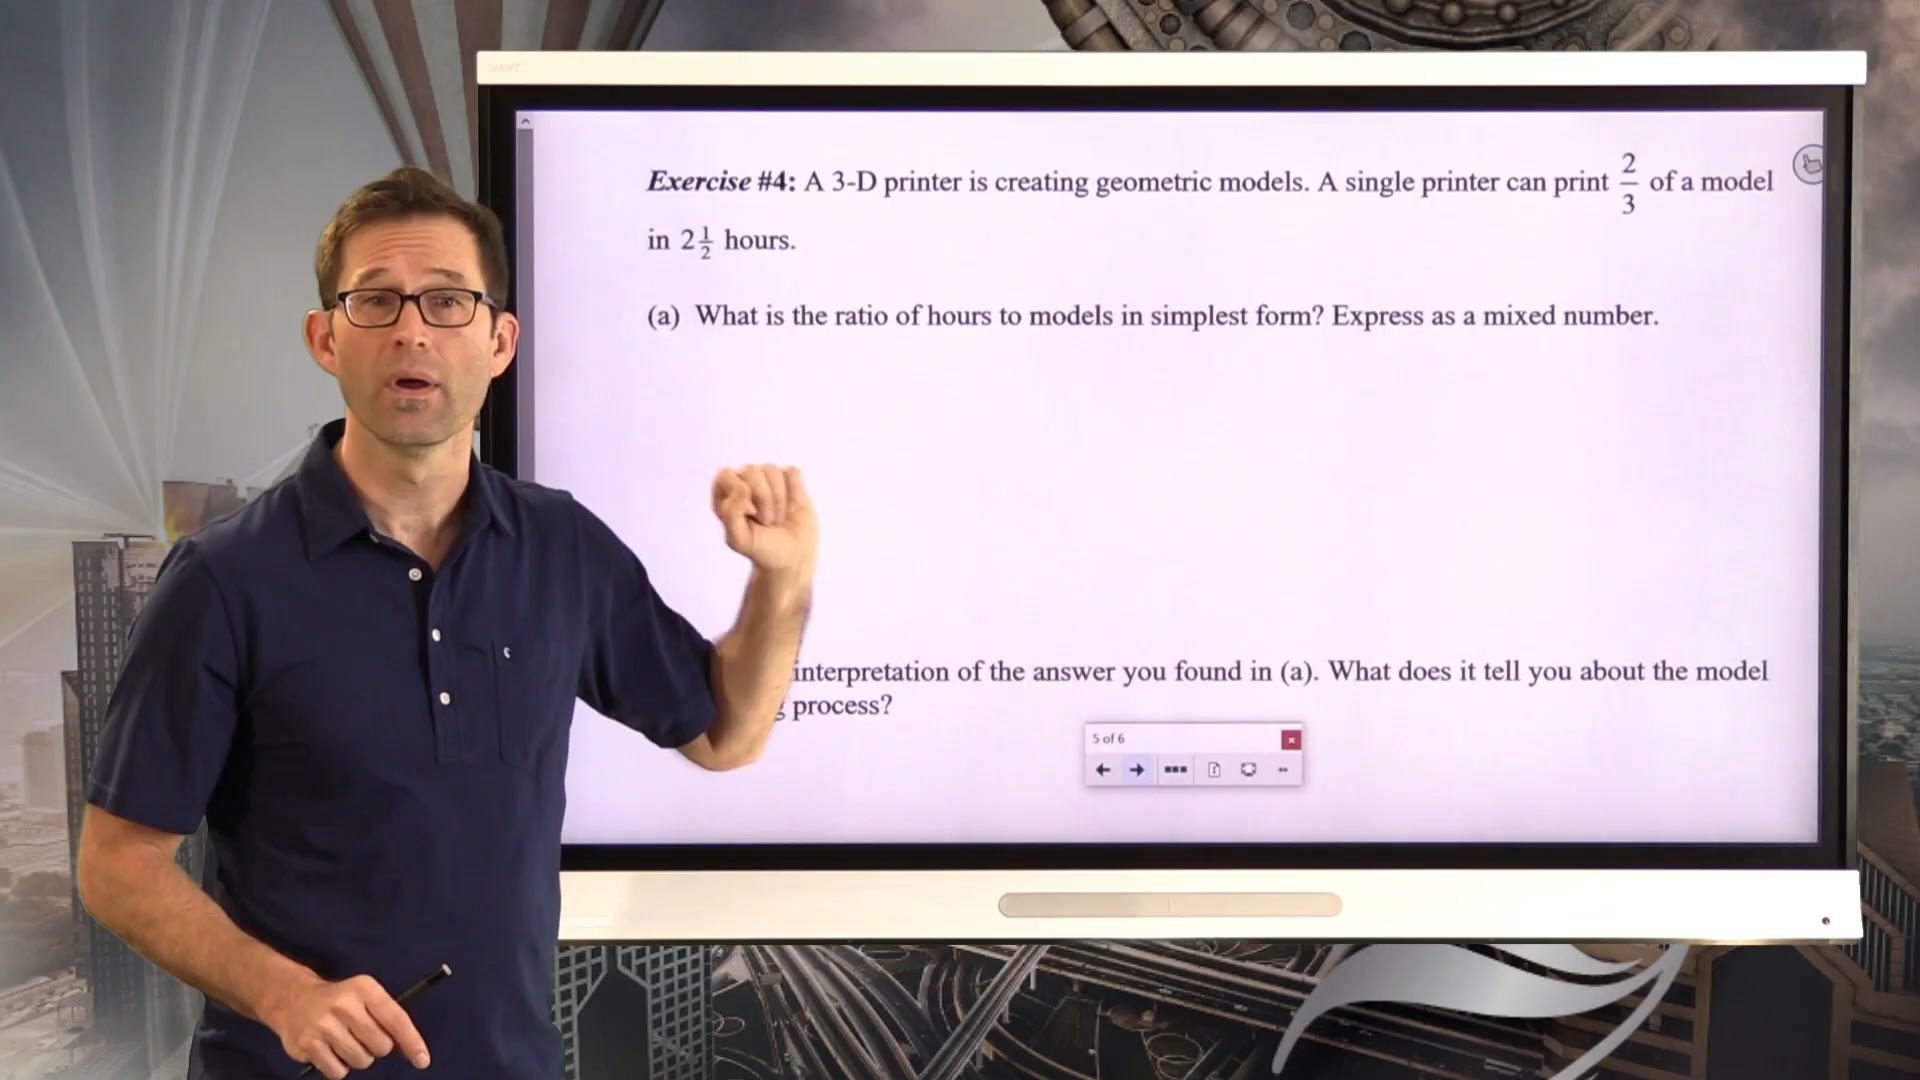 SMART
Exercise #4: A 3-D printer is creating geometric models. A single printer can print 2/3 of a model
in 2 1/2 hours.
(a) What is the ratio of hours to models in simplest form? Express as a mixed number.
interpretation of the answer you found in (a). What does it tell you about the model
process?
5 of 6